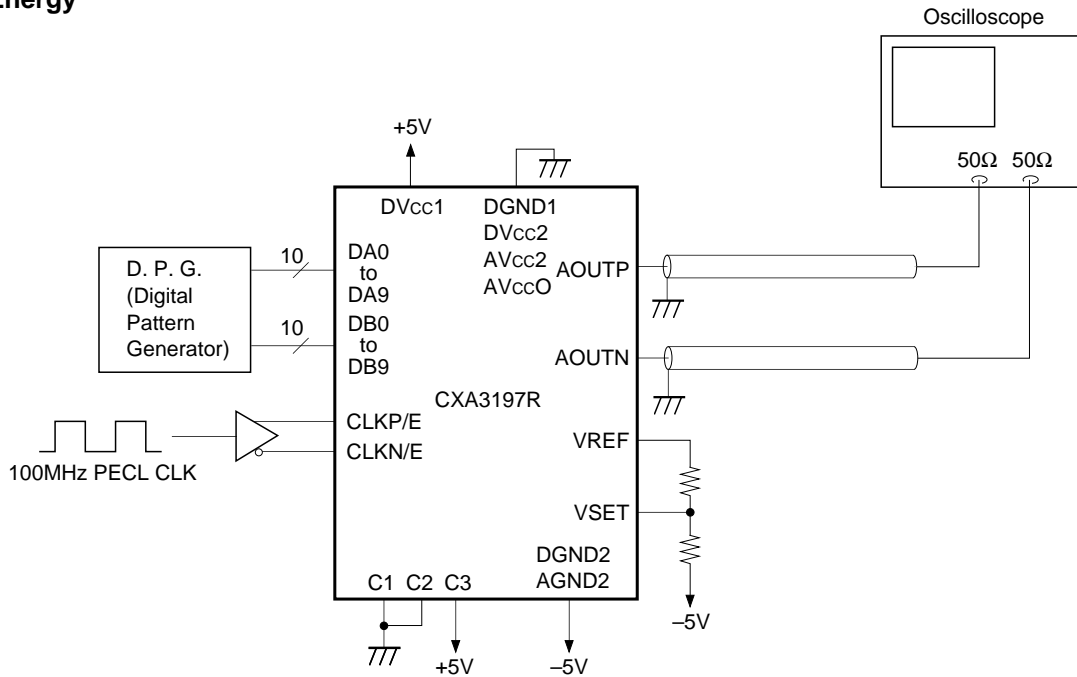 Energy
Oscilloscope
50Ω 50Ω
+5V
DVCC1
DGND1
DVCC2
AVCC2
AVCCO
D. P. G.
(Digital
Pattern
Generator)
10
10
DA0
to
DA9
DB0
to
DB9
AOUTP
AOUTN
CXA3197R
100MHz PECL CLK
CLKP/E
CLKN/E
VREF
VSET
DGND2
AGND2
C1 C2 C3
+5V
–5V
–5V